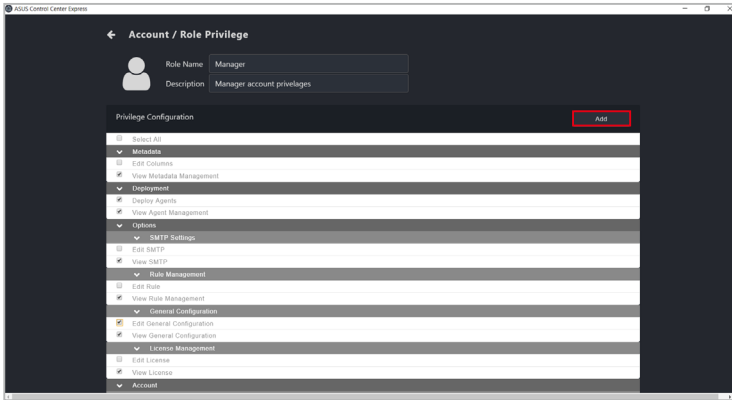 ASUS Control Center Express
Account / Role Privilege
Role Name Manager
Description Manager account privelages
Privilege Configuration Add
Select All
Metadata
Edit Columns
View Metadata Management
Deployment
Deploy Agents
View Agent Management
Options
SMTP Settings
Edit SMTP
View SMTP
Rule Management
Edit Rule
View Rule Management
General Configuration
Edit General Configuration
View General Configuration
License Management
Edit License
View License
Account